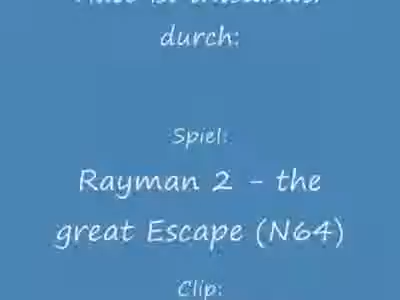 durch:
Spiel:
Rayman 2 - the
great Escape (N64)
Clip: